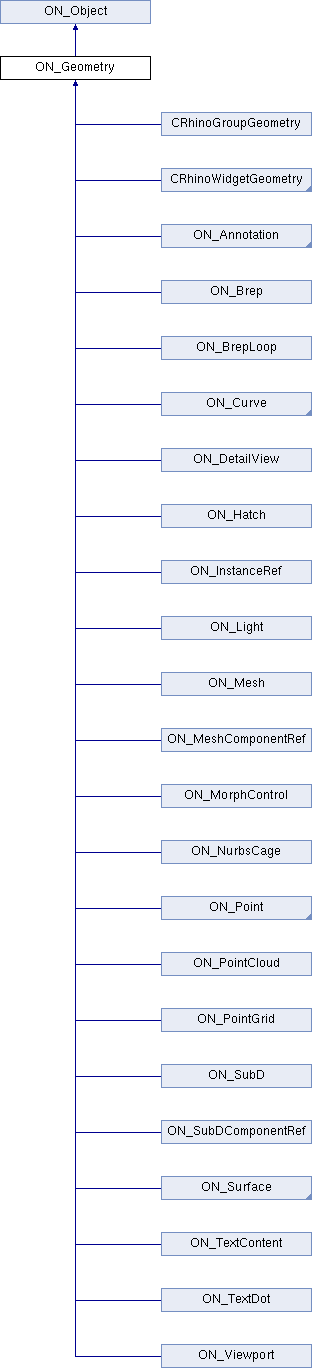 ON_Object
ON_Geometry
CRhinoGroupGeometry
CRhinoWidgetGeometry
ON_Annotation
ON_Brep
ON_BrepLoop
ON_Curve
ON_DetailView
ON_Hatch
ON_InstanceRef
ON_Light
ON_Mesh
ON_MeshComponentRef
ON_MorphControl
ON_NurbsCage
ON_Point
ON_PointCloud
ON_PointGrid
ON_SubD
ON_SubDComponentRef
ON_Surface
ON_TextContent
ON_TextDot
ON_Viewport